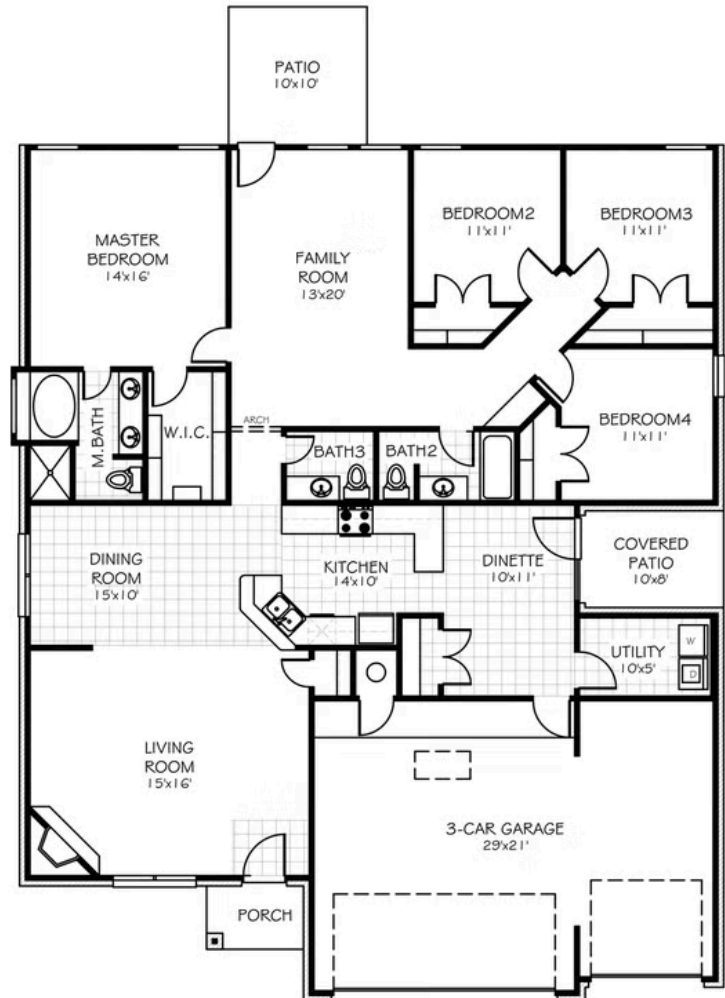 PATIO
10'x10'
MASTER
BEDROOM
14'x16'
FAMILY
ROOM
13'x20'
BEDROOM2
11'x11'
BEDROOM3
11'x11'
M.BATH
W.I.C.
ARCH
BATH3
BATH2
BEDROOM4
11'x11'
DINING
ROOM
15'x10'
KITCHEN
14'x10'
DINETTE
10'x11'
COVERED
PATIO
10'x8'
UTILITY
10'x5'
W
D
LIVING
ROOM
15'x16'
3-CAR GARAGE
29'x21'
PORCH